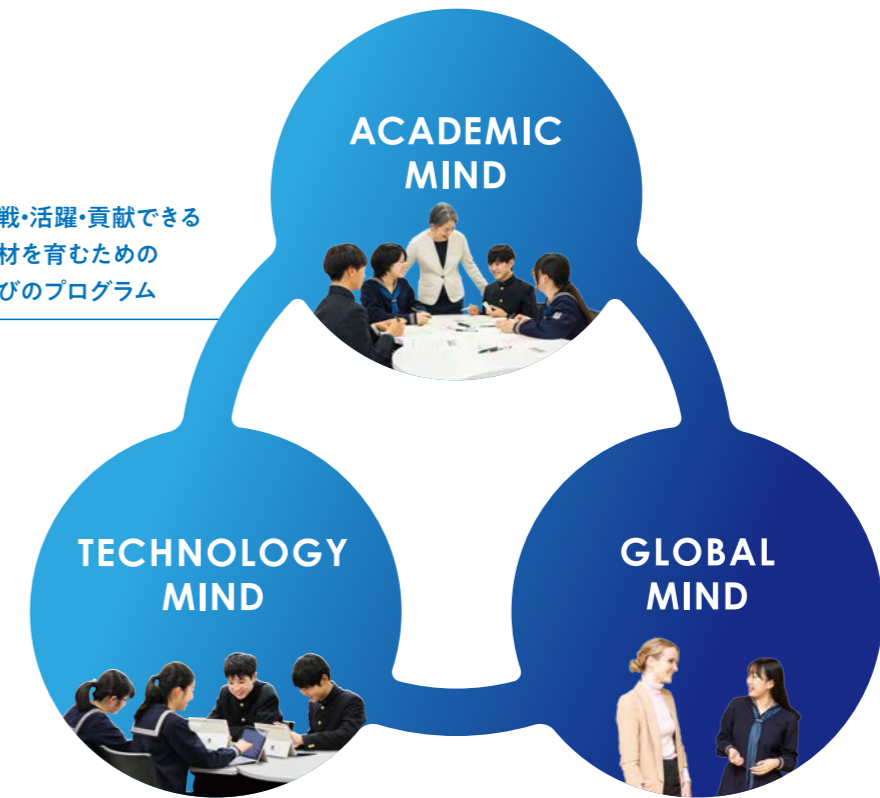 戦・活躍・貢献できる
材を育むための
びのプログラム
ACADEMIC
MIND
TECHNOLOGY
MIND
GLOBAL
MIND